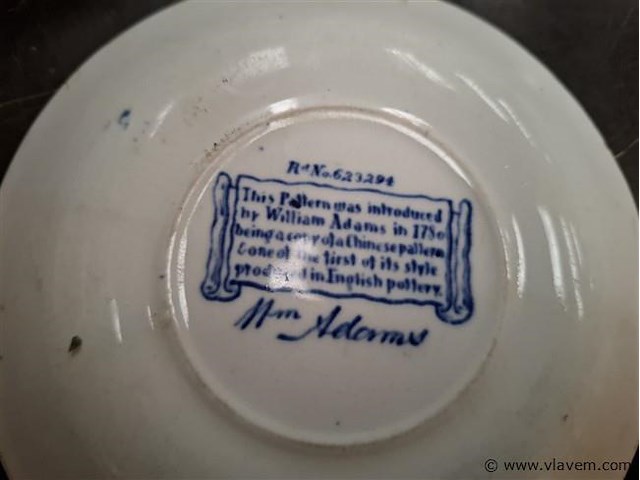 Rd No. 623294
This Pattern was introduced
by William Adams in 1780
being a copy of a Chinese pattern
& one of the first of its style
produced in English pottery.
Wm Adams
© www.vlavem.com